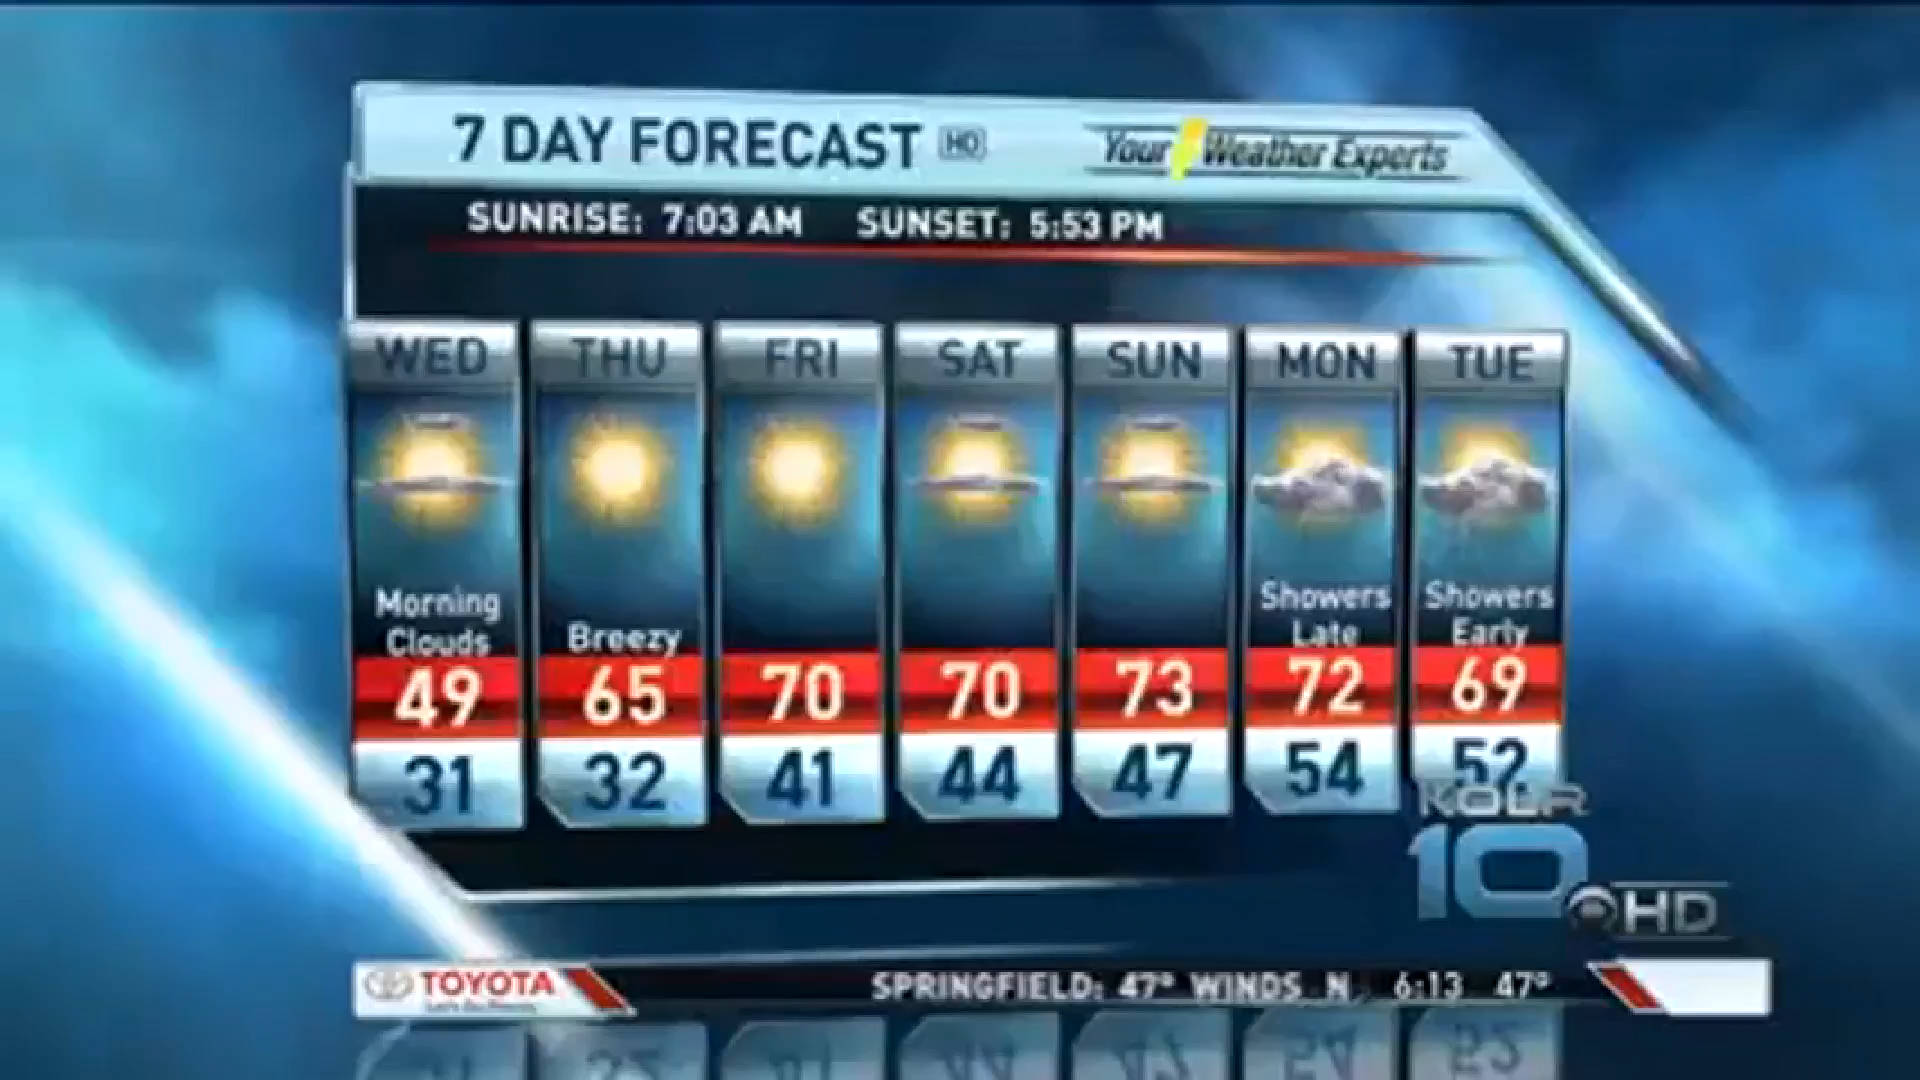 7 DAY FORECAST HD
Your Weather Experts
SUNRISE: 7:03 AM SUNSET: 5:53 PM
WED THU FRI SAT SUN MON TUE
Morning
Clouds
Breezy
Showers
Late
Showers
Early
49 65 70 70 73 72 69
31 32 41 44 47 54 52
KOLR
10
HD
TOYOTA
SPRINGFIELD: 47° WINDS N 6:13 47°